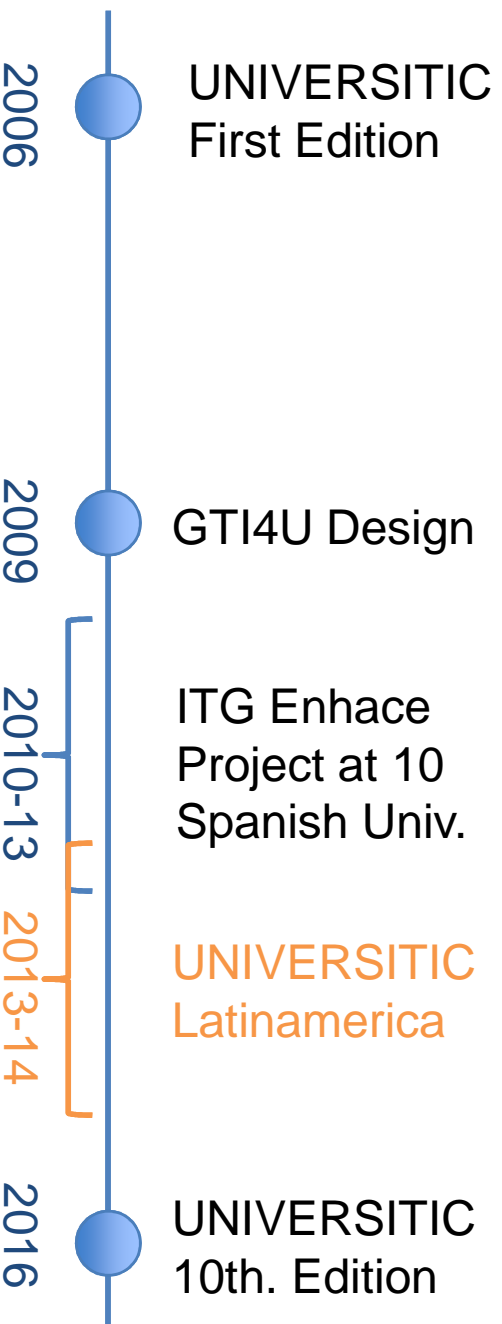 2006
UNIVERSITIC
First Edition
2009
GTI4U Design
2010-13
ITG Enhace
Project at 10
Spanish Univ.
2013-14
UNIVERSITIC
Latinamerica
2016
UNIVERSITIC
10th. Edition